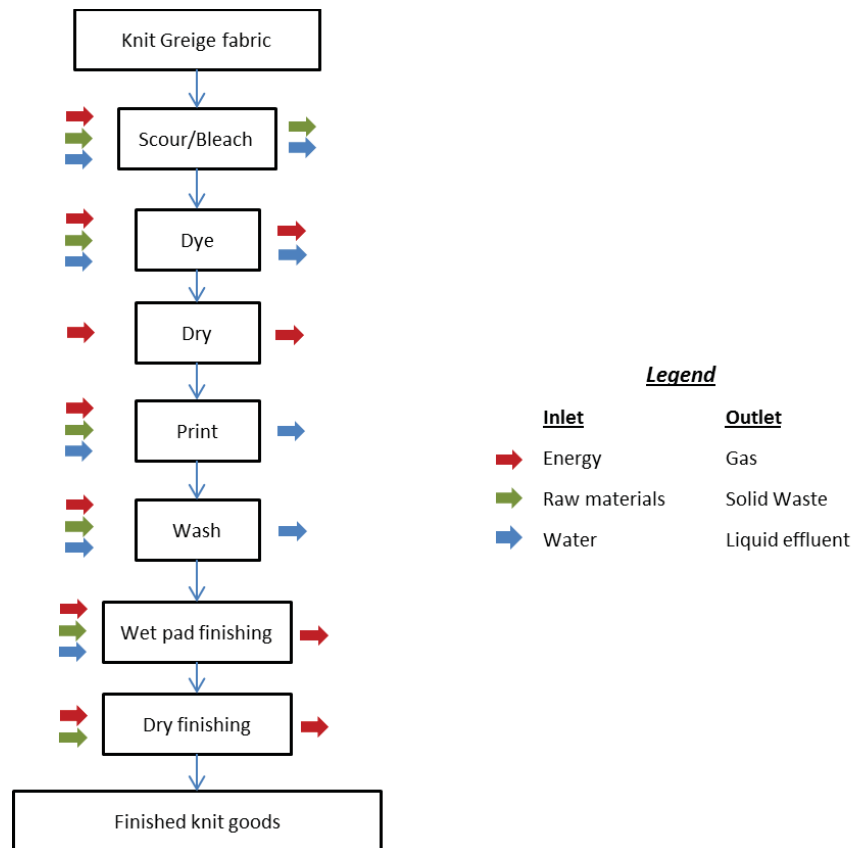 Knit Greige fabric
Scour/Bleach
Dye
Dry
Print
Wash
Wet pad finishing
Dry finishing
Finished knit goods
Legend
Inlet Outlet
Energy Gas
Raw materials Solid Waste
Water Liquid effluent